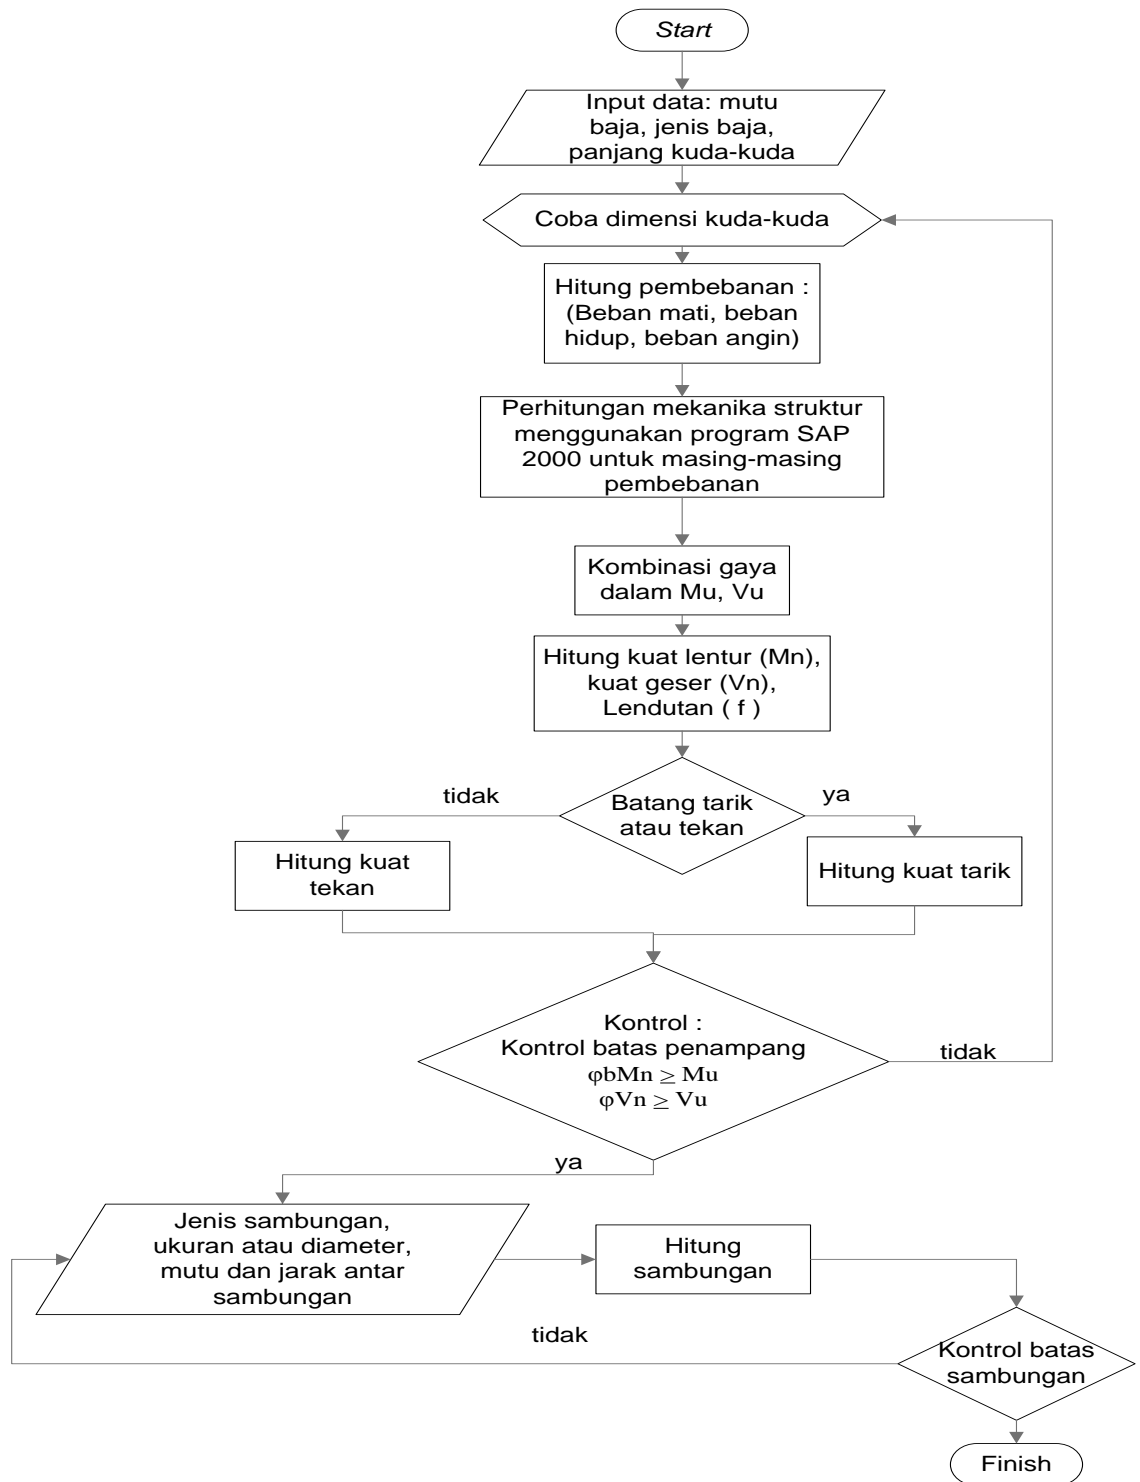 Start
Input data: mutu
baja, jenis baja,
panjang kuda-kuda
Coba dimensi kuda-kuda
Hitung pembebanan :
(Beban mati, beban
hidup, beban angin)
Perhitungan mekanika struktur
menggunakan program SAP
2000 untuk masing-masing
pembebanan
Kombinasi gaya
dalam Mu, Vu
Hitung kuat lentur (Mn),
kuat geser (Vn),
Lendutan ( f )
tidak
Batang tarik
atau tekan
ya
Hitung kuat
tekan
Hitung kuat tarik
Kontrol :
Kontrol batas penampang
φbMn ≥ Mu
φVn ≥ Vu
tidak
ya
Jenis sambungan,
ukuran atau diameter,
mutu dan jarak antar
sambungan
Hitung
sambungan
tidak
Kontrol batas
sambungan
Finish